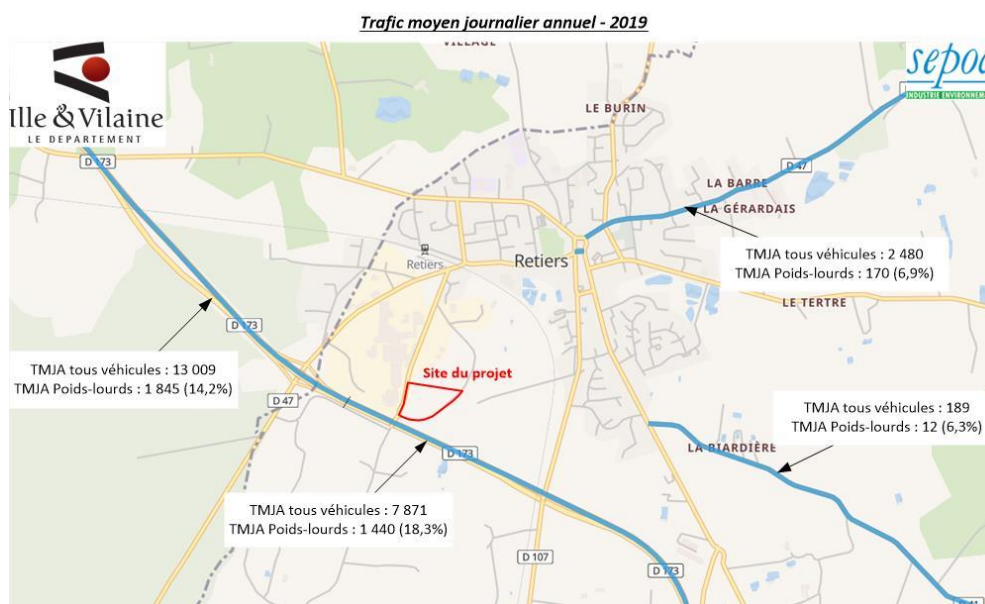 Trafic moyen journalier annuel - 2019
VILLAGE
Ille & Vilaine
LE DEPARTEMENT
INDUSTRIE ENVIRONNEME
LE BURIN
D 173
D 47
LA BARRE
LA GÉRARDAIS
TMJA tous véhicules : 2 480
TMJA Poids-lourds : 170 (6,9%)
Retiers
Retiers
LE TERTRE
D 173
TMJA tous véhicules : 13 009
TMJA Poids-lourds : 1 845 (14,2%)
Site du projet
D 47
TMJA tous véhicules : 189
TMJA Poids-lourds : 12 (6,3%)
LA BIARDIÈRE
D 173
TMJA tous véhicules : 7 871
TMJA Poids-lourds : 1 440 (18,3%)
D 107
D 173